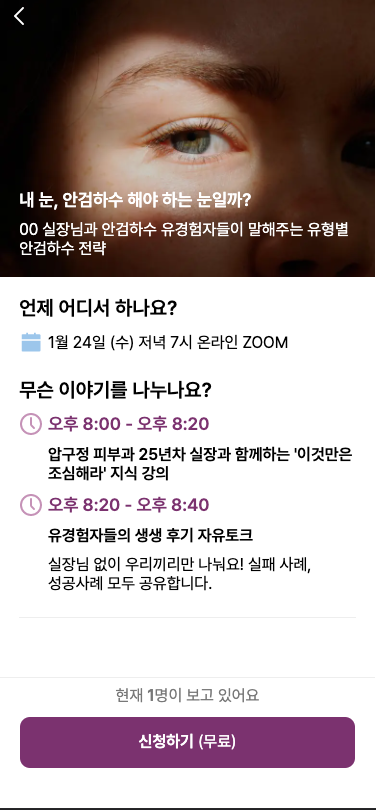 내 눈, 안검하수 해야 하는 눈일까?
00 실장님과 안검하수 유경험자들이 말해주는 유형별
안검하수 전략
언제 어디서 하나요?
1월 24일 (수) 저녁 7시 온라인 ZOOM
무슨 이야기를 나누나요?
오후 8:00 - 오후 8:20
압구정 피부과 25년차 실장과 함께하는 '이것만은
조심해라' 지식 강의
오후 8:20 - 오후 8:40
유경험자들의 생생 후기 자유토크
실장님 없이 우리끼리만 나눠요! 실패 사례,
성공사례 모두 공유합니다.
현재 1명이 보고 있어요
신청하기 (무료)